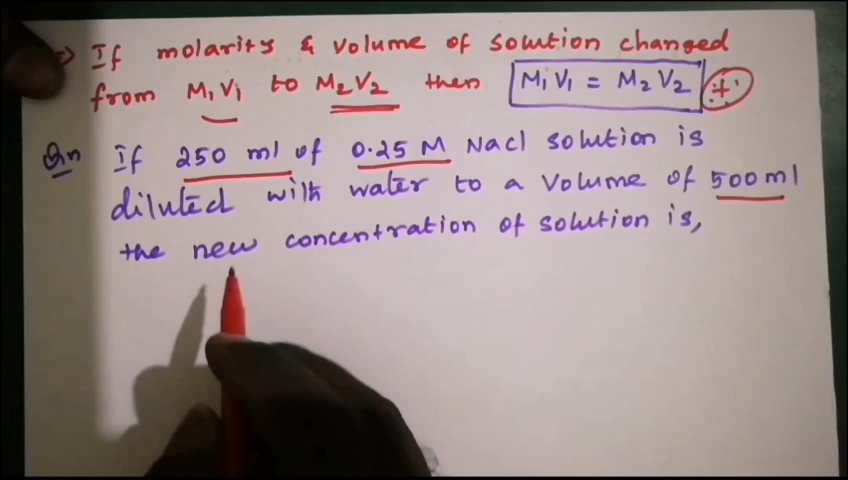 → If molarity & volume of solution changed
from M₁V₁ to M₂V₂ then M₁V₁ = M₂V₂
Qn If 250 ml of 0.25 M Nacl solution is
diluted with water to a volume of 500 ml
the new concentration of solution is,